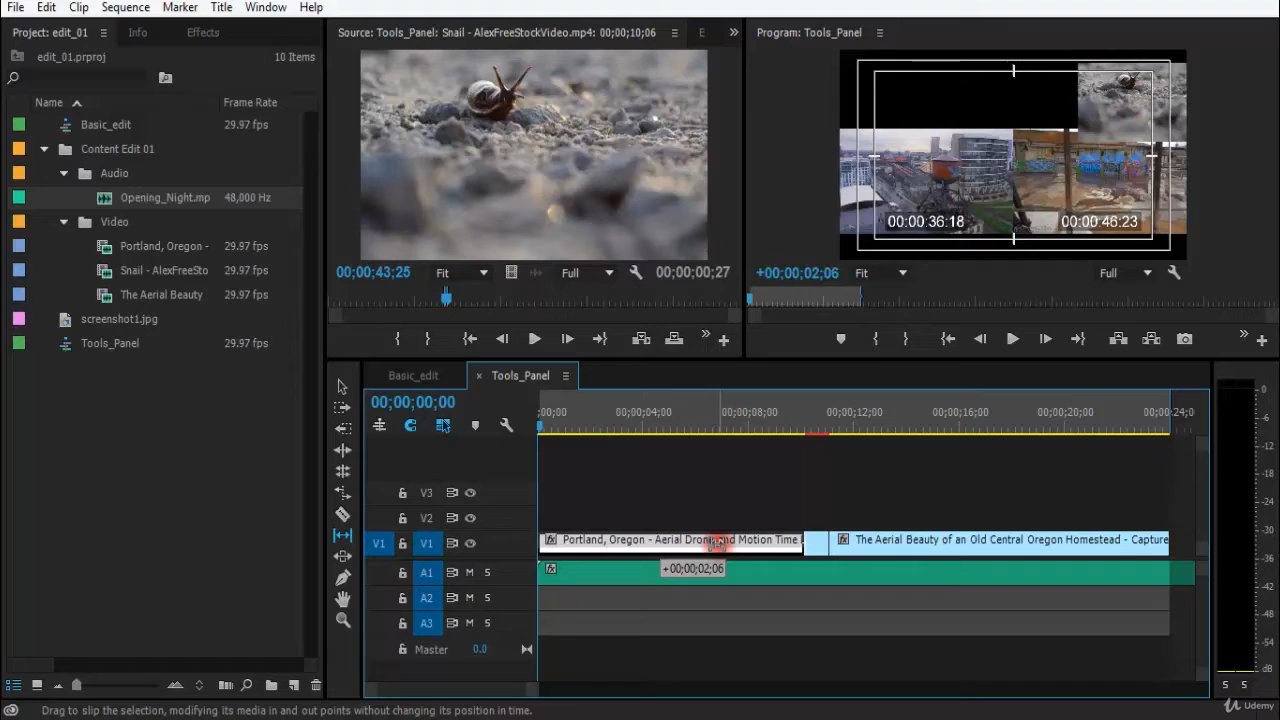 File Edit Clip Sequence Marker Title Window Help
Project: edit_01 Info Effects
edit_01.prproj 10 Items
Name Frame Rate
Basic_edit 29.97 fps
Content Edit 01
Audio
Opening_Night.mp 48,000 Hz
Video
Portland, Oregon - 29.97 fps
Snail - AlexFreeSto 29.97 fps
The Aerial Beauty 29.97 fps
screenshot1.jpg
Tools_Panel 29.97 fps
Source: Tools_Panel: Snail - AlexFreeStockVideo.mp4: 00;00;10;06 E
00;00;43;25 Fit Full 00;00;00;27
Program: Tools_Panel
00:00:36:18 00:00:46:23
+00;00;02;06 Fit Full
Basic_edit × Tools_Panel
00;00;00;00
;00;00 00;00;04;00 00;00;08;00 00;00;12;00 00;00;16;00 00;00;20;00 00;00;24;0
V3
V2
V1 V1 fx Portland, Oregon - Aerial Drone and Motion Time fx The Aerial Beauty of an Old Central Oregon Homestead - Capture
A1 M S fx +00;00;02;06
A2 M S
A3 M S
Master 0.0
0
-6
-12
-18
-24
-30
-36
-42
-48
-54
dB
S S
Drag to slip the selection, modifying its media in and out points without changing its position in time.
Udemy